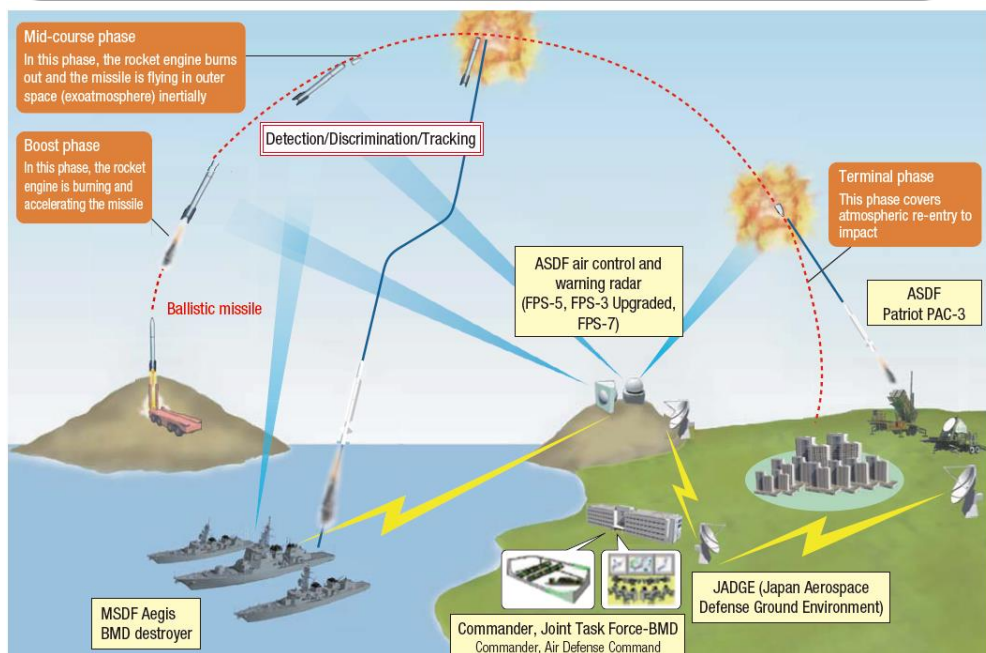 Mid-course phase
In this phase, the rocket engine burns
out and the missile is flying in outer
space (exoatmosphere) inertially
Detection/Discrimination/Tracking
Boost phase
In this phase, the rocket
engine is burning and
accelerating the missile
Terminal phase
This phase covers
atmospheric re-entry to
impact
ASDF air control and
warning radar
(FPS-5, FPS-3 Upgraded,
FPS-7)
ASDF
Patriot PAC-3
Ballistic missile
MSDF Aegis
BMD destroyer
JADGE (Japan Aerospace
Defense Ground Environment)
Commander, Joint Task Force-BMD
Commander, Air Defense Command